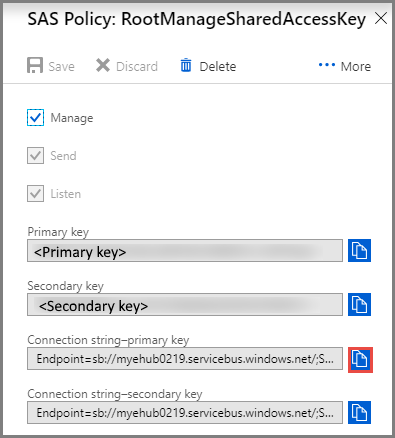 SAS Policy: RootManageSharedAccessKey
Save Discard Delete ••• More
Manage
Send
Listen
Primary key
<Primary key>
Secondary key
<Secondary key>
Connection string–primary key
Endpoint=sb://myehub0219.servicebus.windows.net/;S...
Connection string–secondary key
Endpoint=sb://myehub0219.servicebus.windows.net/;S...